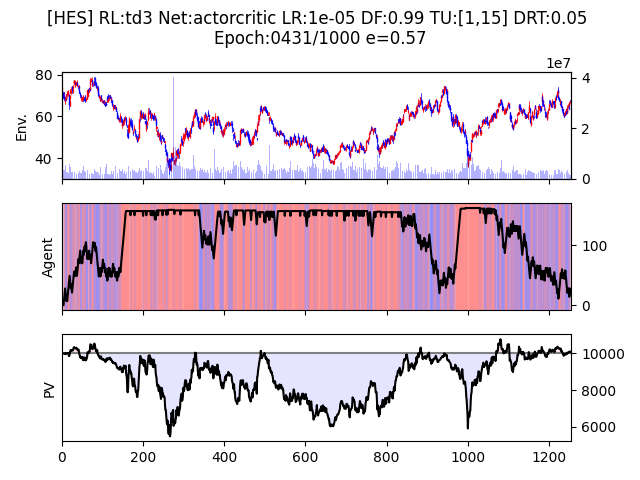 [HES] RL:td3 Net:actorcritic LR:1e-05 DF:0.99 TU:[1,15] DRT:0.05
Epoch:0431/1000 e=0.57
1e7
80
60
40
Env.
4
2
0
Agent
100
0
PV
10000
8000
6000
0 200 400 600 800 1000 1200